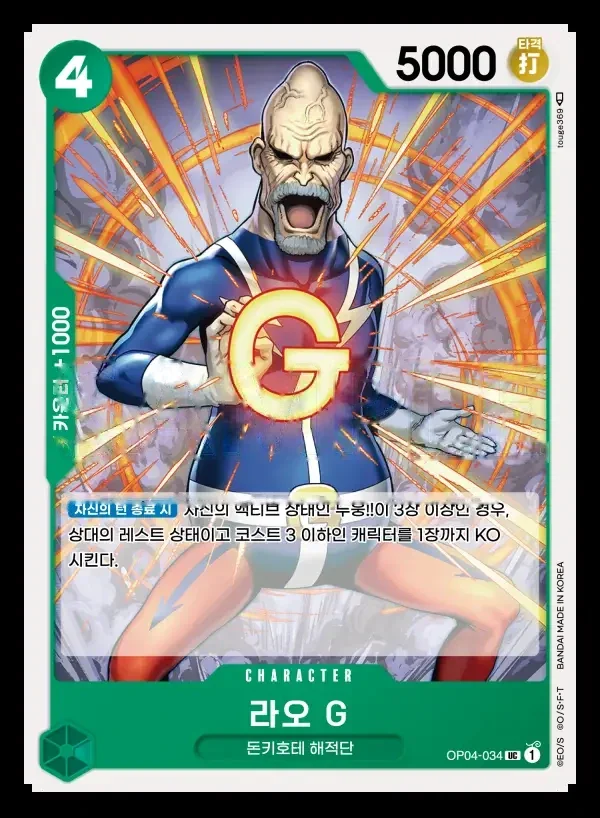 4
5000
타격
打
touge369
카운터 +1000
G
자신의 턴 종료 시 자신의 액티브 상태인 두웅!!이 3장 이상인 경우,
상대의 레스트 상태이고 코스트 3 이하인 캐릭터를 1장까지 KO
시킨다.
BANDAI MADE IN KOREA
CHARACTER
라오 G
돈키호테 해적단
OP04-034 UC 1
©EO/S ©O/S·F·T